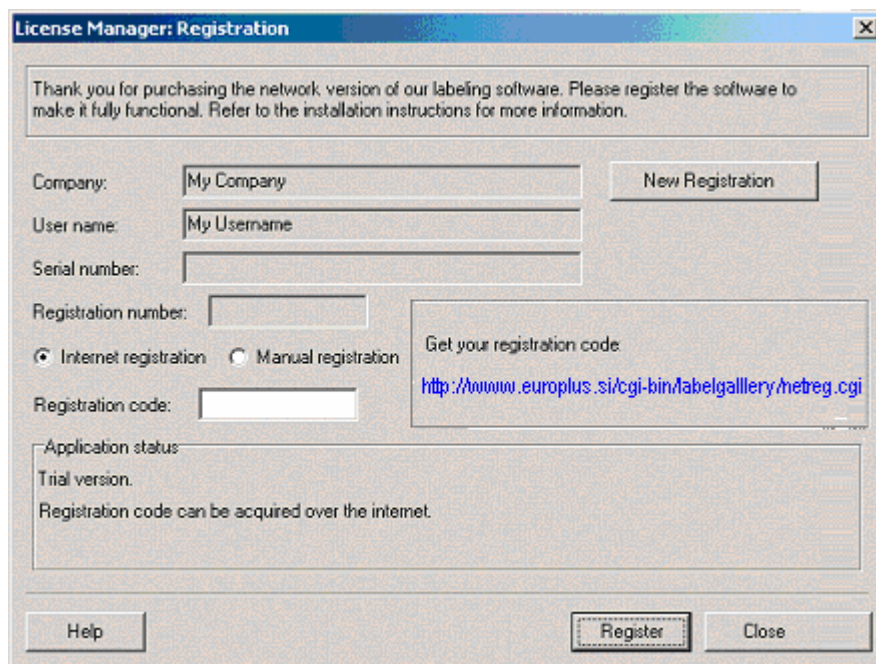 License Manager: Registration
Thank you for purchasing the network version of our labeling software. Please register the software to
make it fully functional. Refer to the installation instructions for more information.
Company: My Company New Registration
User name: My Username
Serial number:
Registration number:
Get your registration code
Internet registration Manual registration
http://wwww.europlus.si/cgi-bin/labelgalllery/netreg.cgi
Registration code:
Application status
Trial version.
Registration code can be acquired over the internet.
Help Register Close